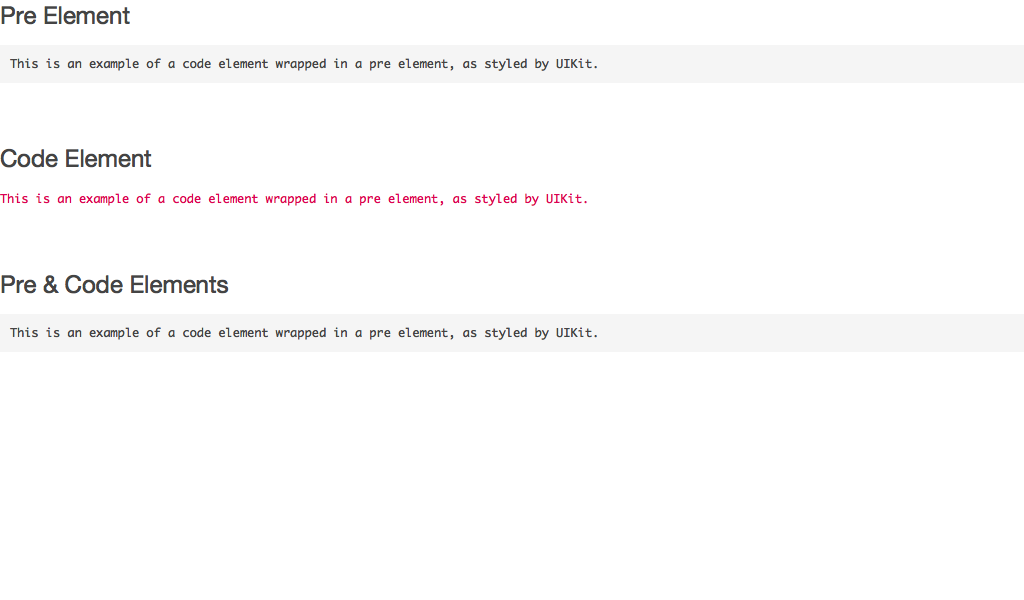 Pre Element
This is an example of a code element wrapped in a pre element, as styled by UIKit.
Code Element
This is an example of a code element wrapped in a pre element, as styled by UIKit.
Pre & Code Elements
This is an example of a code element wrapped in a pre element, as styled by UIKit.